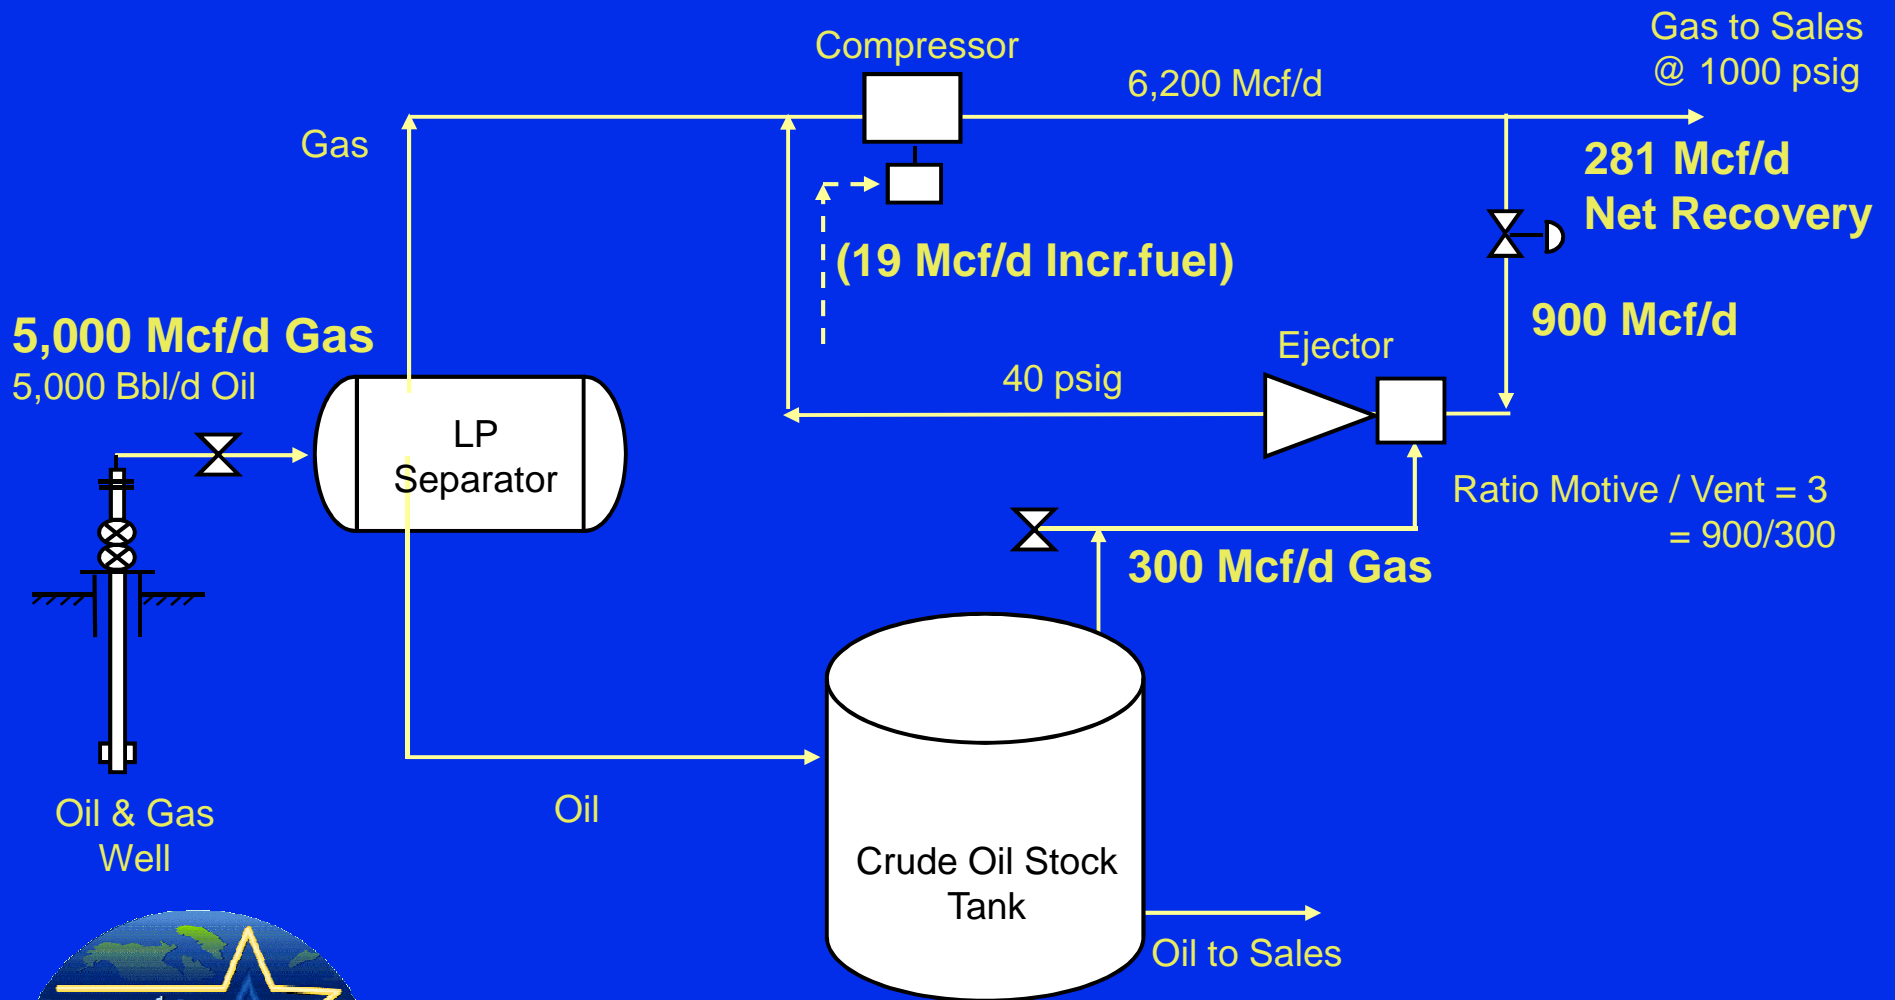 Gas to Sales
@ 1000 psig
Compressor
6,200 Mcf/d
Gas
281 Mcf/d
Net Recovery
(19 Mcf/d Incr.fuel)
5,000 Mcf/d Gas
5,000 Bbl/d Oil
900 Mcf/d
Ejector
40 psig
LP
Separator
Ratio Motive / Vent = 3
= 900/300
300 Mcf/d Gas
Oil & Gas
Well
Oil
Crude Oil Stock
Tank
Oil to Sales